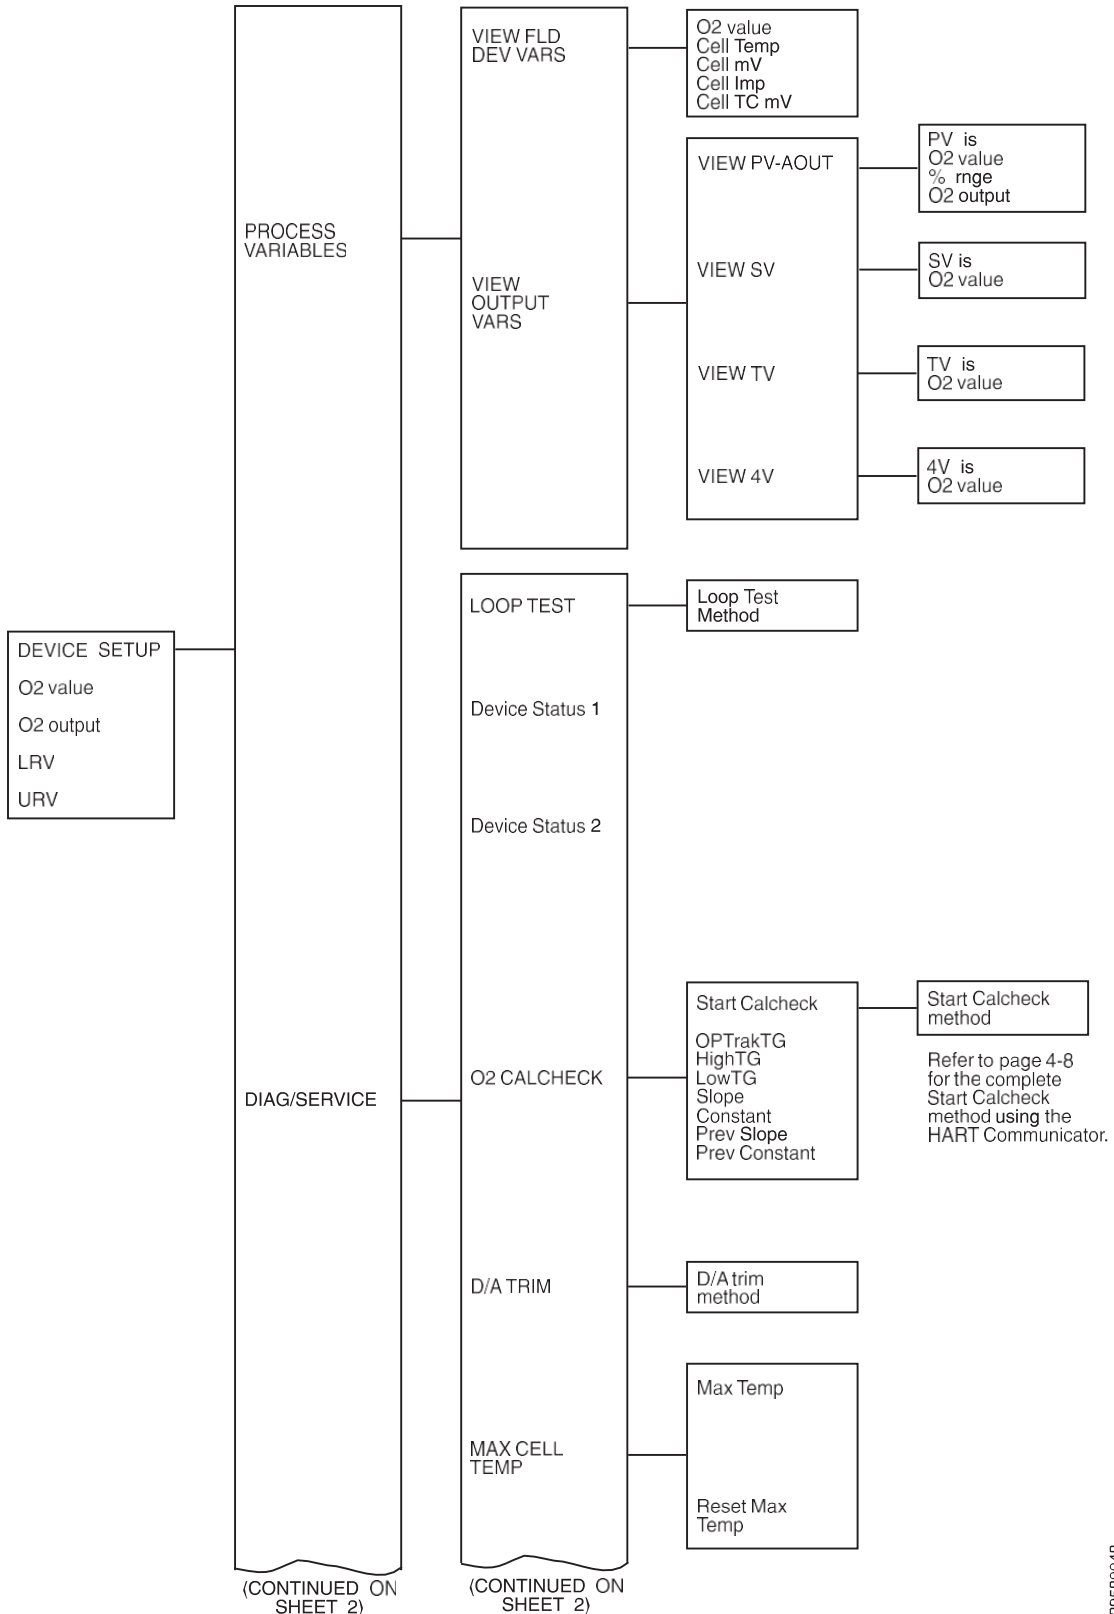 DEVICE SETUP
O2 value
O2 output
LRV
URV
PROCESS
VARIABLES
DIAG/SERVICE
(CONTINUED ON
SHEET 2)
VIEW FLD
DEV VARS
VIEW
OUTPUT
VARS
O2 value
Cell Temp
Cell mV
Cell Imp
Cell TC mV
VIEW PV-AOUT
VIEW SV
VIEW TV
VIEW 4V
PV is
O2 value
% rnge
O2 output
SV is
O2 value
TV is
O2 value
4V is
O2 value
LOOP TEST
Device Status 1
Device Status 2
O2 CALCHECK
D/A TRIM
MAX CELL
TEMP
(CONTINUED ON
SHEET 2)
Loop Test
Method
Start Calcheck
OPTrakTG
HighTG
LowTG
Slope
Constant
Prev Slope
Prev Constant
Start Calcheck
method
Refer to page 4-8
for the complete
Start Calcheck
method using the
HART Communicator.
D/A trim
method
Max Temp
Reset Max
Temp